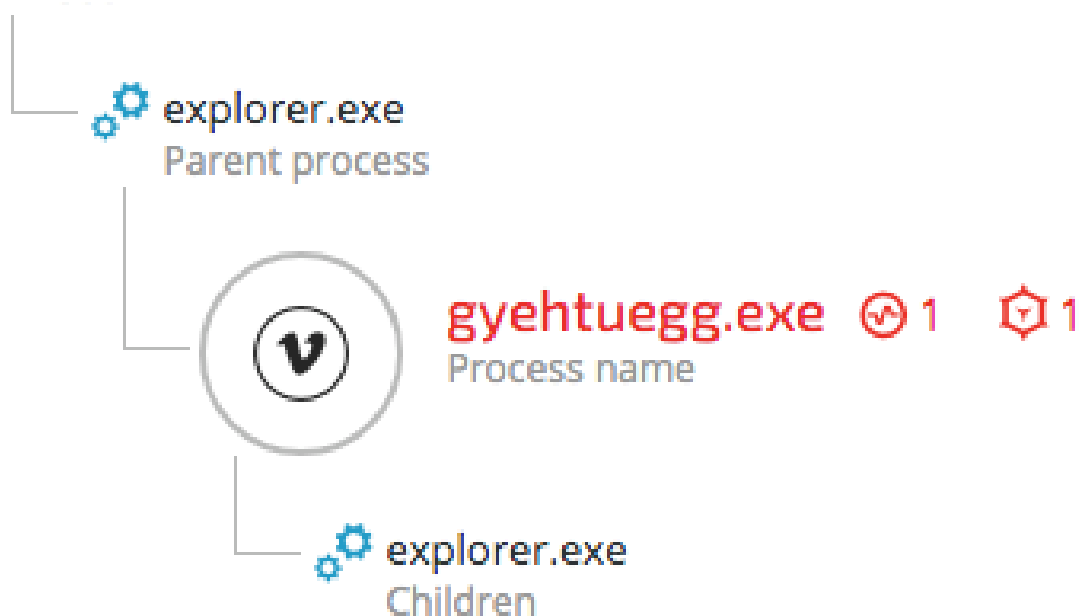 explorer.exe
Parent process
gyehtuegg.exe 1 1
Process name
explorer.exe
Children